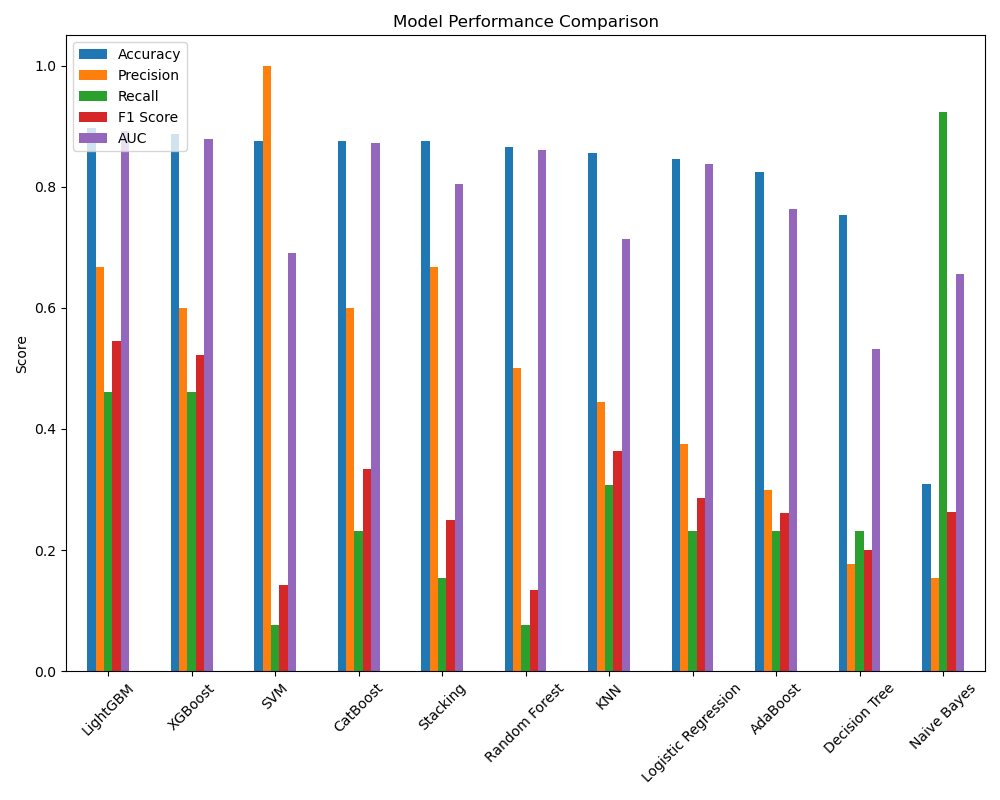 Model Performance Comparison
Accuracy
Precision
Recall
F1 Score
AUC
Score
1.0
0.8
0.6
0.4
0.2
0.0
LightGBM
XGBoost
SVM
CatBoost
Stacking
Random Forest
KNN
Logistic Regression
AdaBoost
Decision Tree
Naive Bayes